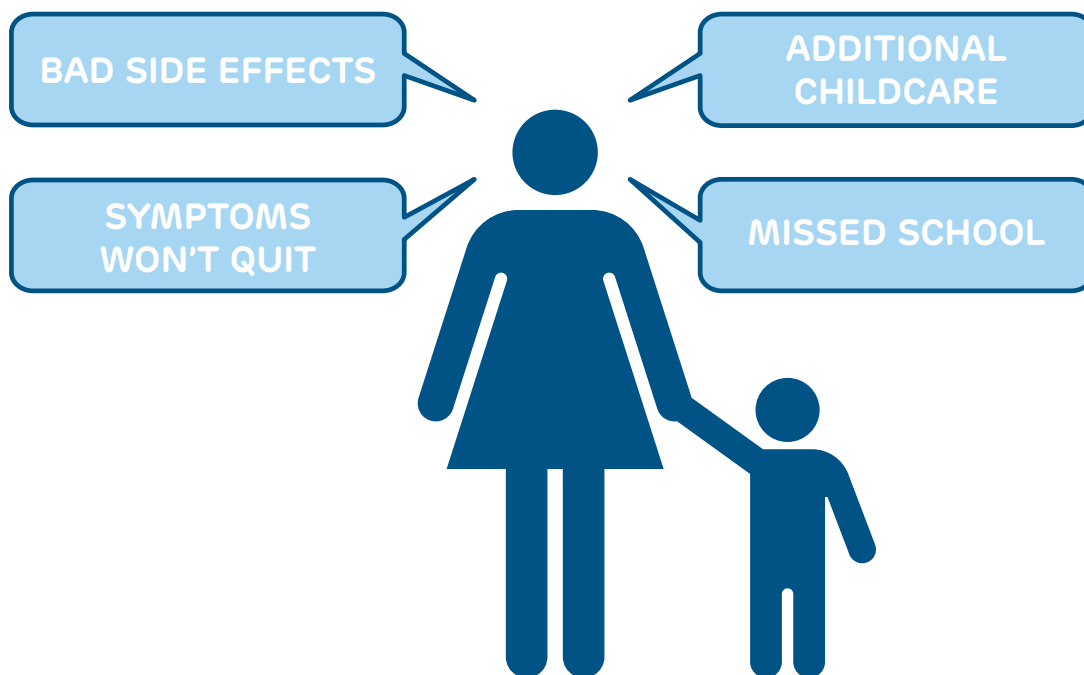 BAD SIDE EFFECTS
ADDITIONAL
CHILDCARE
SYMPTOMS
WON'T QUIT
MISSED SCHOOL